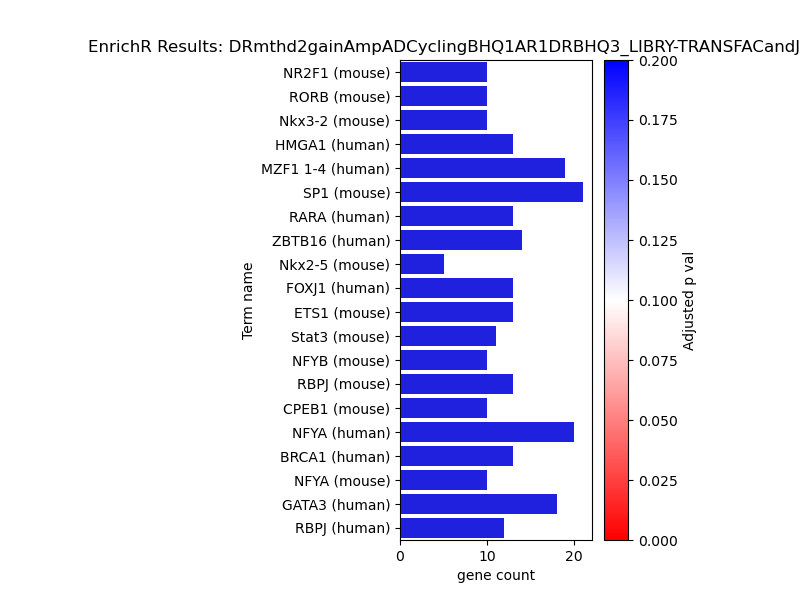 EnrichR Results: DRmthd2gainAmpADCyclingBHQ1AR1DRBHQ3_LIBRY-TRANSFACandJ
NR2F1 (mouse)
RORB (mouse)
Nkx3-2 (mouse)
HMGA1 (human)
MZF1 1-4 (human)
SP1 (mouse)
RARA (human)
ZBTB16 (human)
Nkx2-5 (mouse)
FOXJ1 (human)
ETS1 (mouse)
Stat3 (mouse)
NFYB (mouse)
RBPJ (mouse)
CPEB1 (mouse)
NFYA (human)
BRCA1 (human)
NFYA (mouse)
GATA3 (human)
RBPJ (human)
Term name
0 10 20
gene count
0.200
0.175
0.150
0.125
0.100
0.075
0.050
0.025
0.000
Adjusted p val